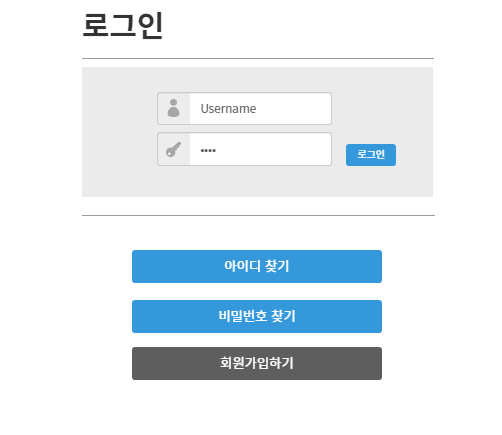 로그인
Username
••••
로그인
아이디 찾기
비밀번호 찾기
회원가입하기